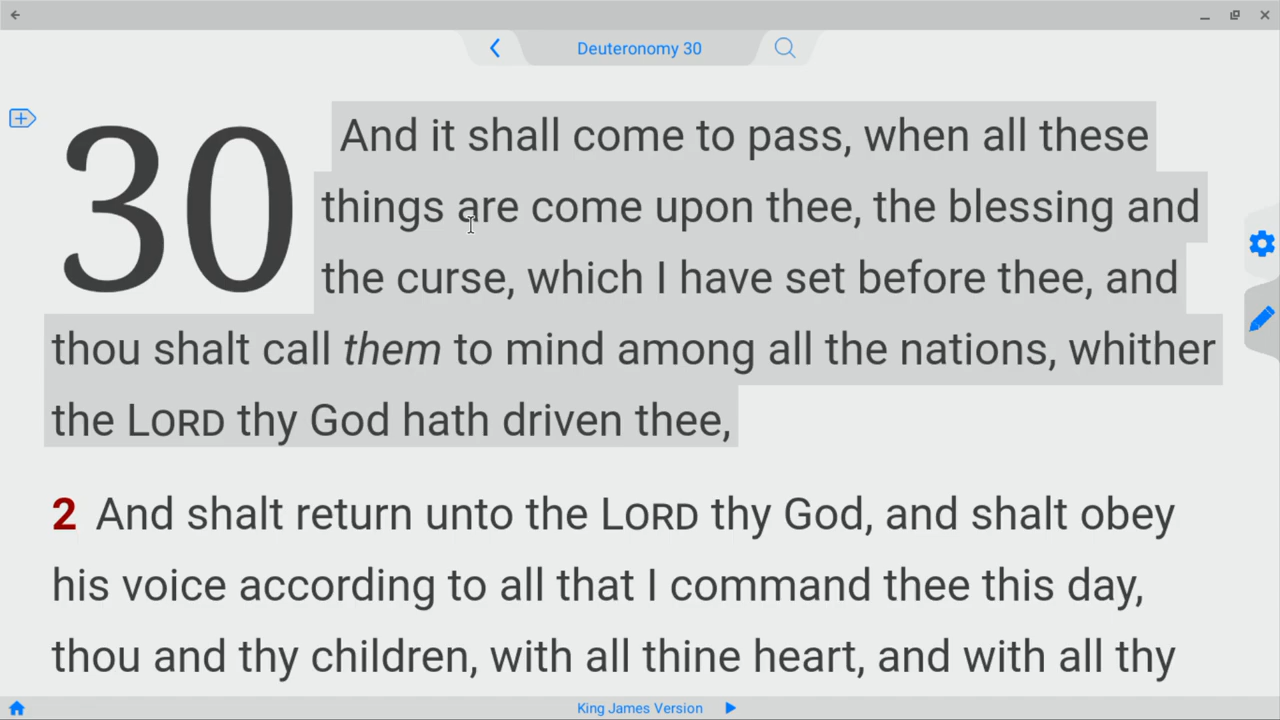 Deuteronomy 30
30 And it shall come to pass, when all these
things are come upon thee, the blessing and
the curse, which I have set before thee, and
thou shalt call them to mind among all the nations, whither
the LORD thy God hath driven thee,
2 And shalt return unto the LORD thy God, and shalt obey
his voice according to all that I command thee this day,
thou and thy children, with all thine heart, and with all thy
King James Version